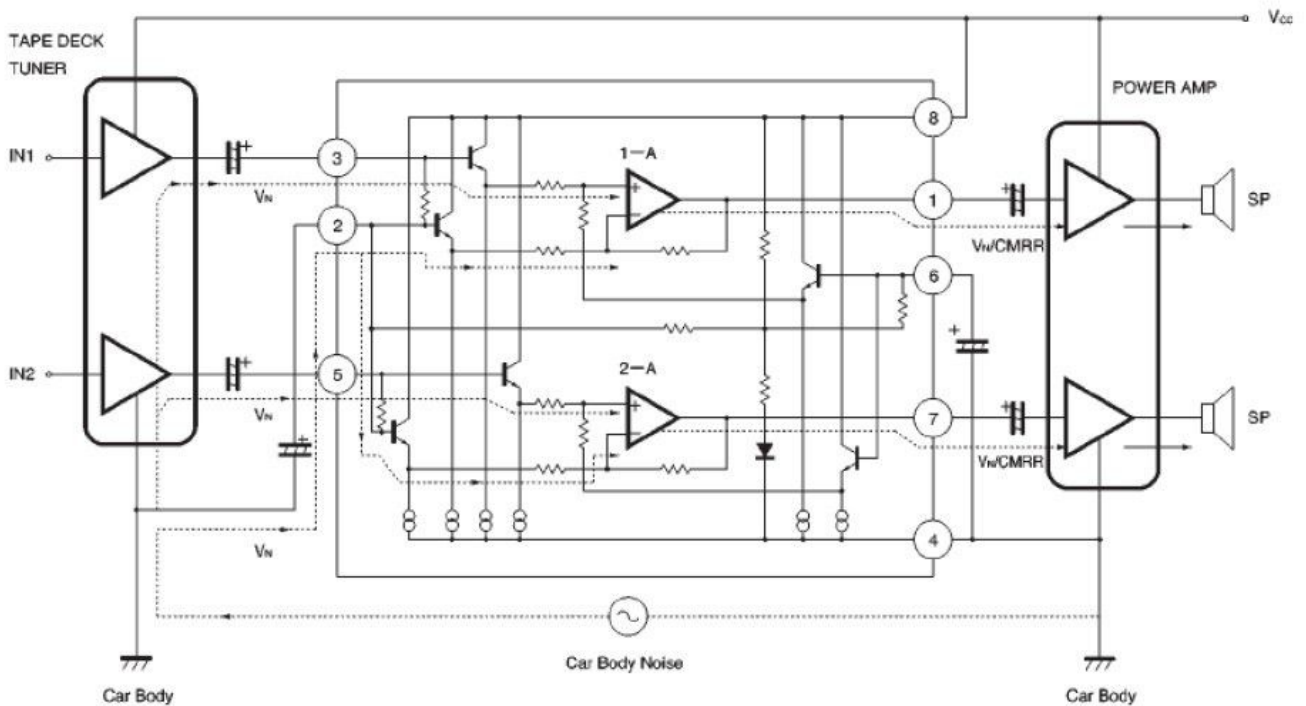 Vcc
TAPE DECK
TUNER
POWER AMP
8
IN1
+
3
1-A
VN
+
-
1
+
SP
2
VN/CMRR
6
+
IN2
+
5
2-A
VN
+
-
7
+
SP
VN/CMRR
+
4
VN
Car Body Noise
Car Body
Car Body